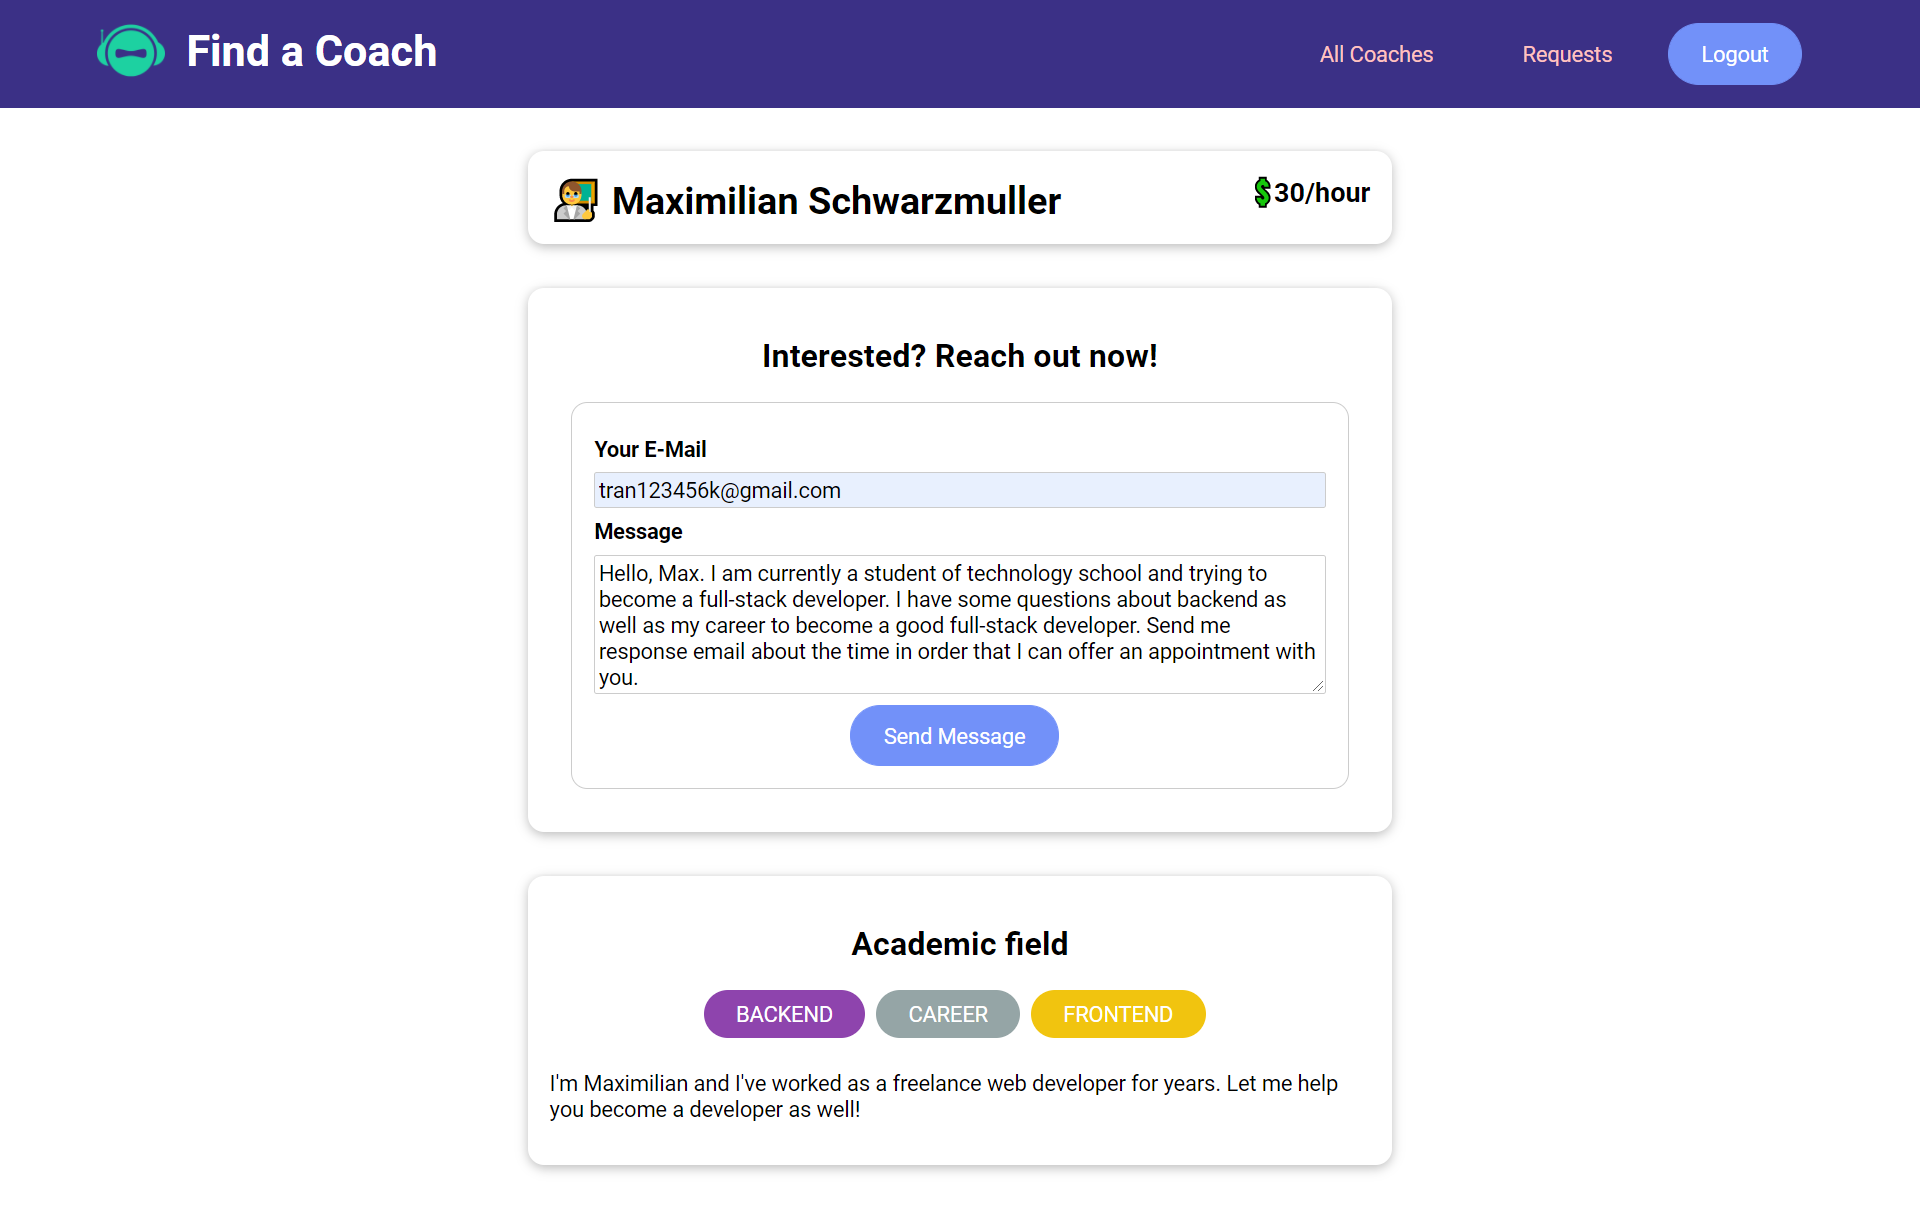 Find a Coach
All Coaches
Requests
Logout
Maximilian Schwarzmuller
$30/hour
Interested? Reach out now!
Your E-Mail
tran123456k@gmail.com
Message
Hello, Max. I am currently a student of technology school and trying to
become a full-stack developer. I have some questions about backend as
well as my career to become a good full-stack developer. Send me
response email about the time in order that I can offer an appointment with
you.
Send Message
Academic field
BACKEND
CAREER
FRONTEND
I'm Maximilian and I've worked as a freelance web developer for years. Let me help
you become a developer as well!